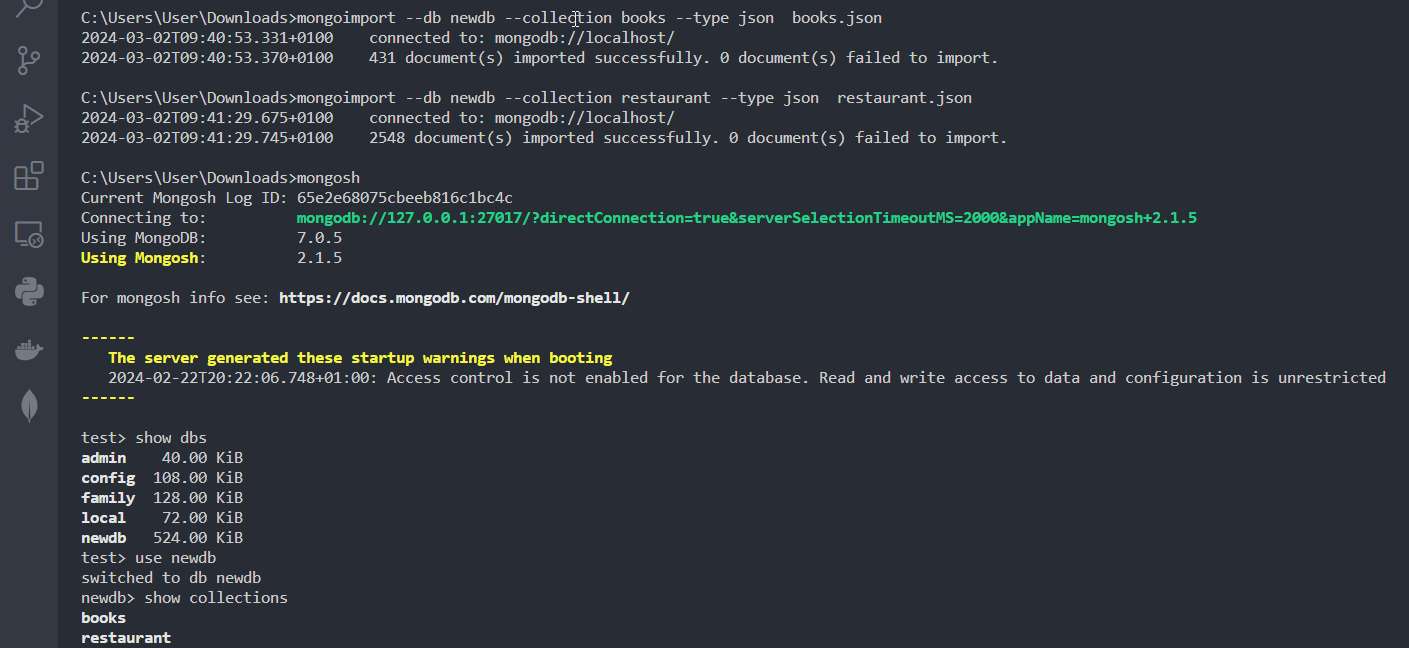 C:\Users\User\Downloads>mongoimport --db newdb --collection books --type json  books.json
2024-03-02T09:40:53.331+0100    connected to: mongodb://localhost/
2024-03-02T09:40:53.370+0100    431 document(s) imported successfully. 0 document(s) failed to import.
C:\Users\User\Downloads>mongoimport --db newdb --collection restaurant --type json  restaurant.json
2024-03-02T09:41:29.675+0100    connected to: mongodb://localhost/
2024-03-02T09:41:29.745+0100    2548 document(s) imported successfully. 0 document(s) failed to import.
C:\Users\User\Downloads>mongosh
Current Mongosh Log ID: 65e2e68075cbeeb816c1bc4c
Connecting to:          mongodb://127.0.0.1:27017/?directConnection=true&serverSelectionTimeoutMS=2000&appName=mongosh+2.1.5
Using MongoDB:          7.0.5
Using Mongosh:          2.1.5
For mongosh info see: https://docs.mongodb.com/mongodb-shell/
------
   The server generated these startup warnings when booting
   2024-02-22T20:22:06.748+01:00: Access control is not enabled for the database. Read and write access to data and configuration is unrestricted
------
test> show dbs
admin    40.00 KiB
config  108.00 KiB
family  128.00 KiB
local    72.00 KiB
newdb   524.00 KiB
test> use newdb
switched to db newdb
newdb> show collections
books
restaurant